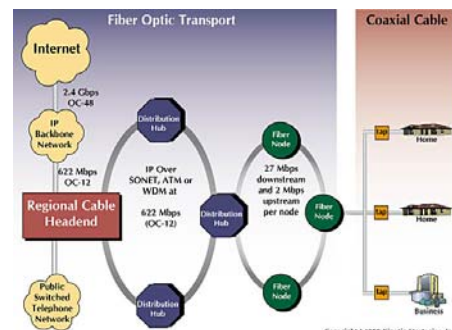 Fiber Optic Transport
Coaxial Cable
Internet
2.4 Gbps
OC-48
IP
Backbone
Network
622 Mbps
OC-12
Regional Cable
Headend
Public
Switched
Telephone
Network
Distribution
Hub
IP Over
SONET, ATM or
WDM at
622 Mbps
(OC-12)
Distribution
Hub
Distribution
Hub
Fiber
Node
27 Mbps
downstream
and 2 Mbps
upstream
per node
Fiber
Node
Fiber
Node
tap
Home
tap
Home
tap
Business